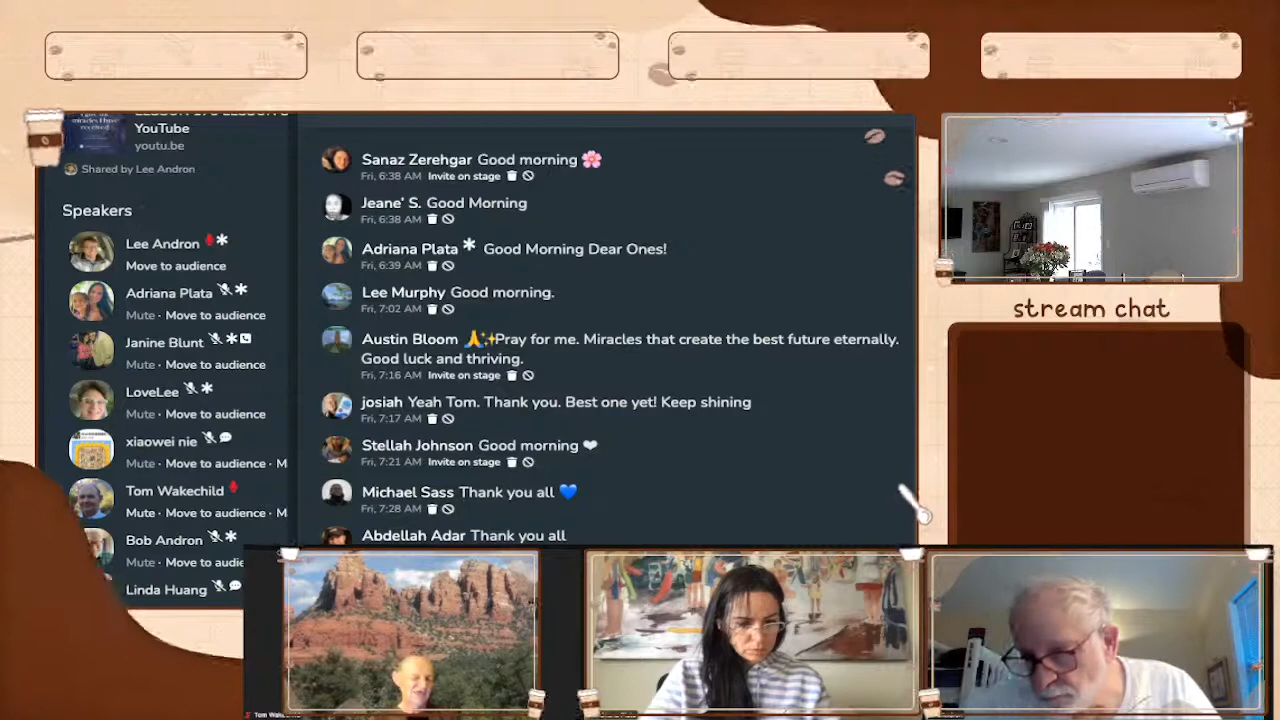 YouTube
youtu.be
Shared by Lee Andron
Speakers
Lee Andron
Move to audience
Adriana Plata
Mute · Move to audience
Janine Blunt
Mute · Move to audience
LoveLee
Mute · Move to audience
xiaowei nie
Mute · Move to audience · M
Tom Wakechild
Mute · Move to audience · M
Bob Andron
Mute · Move to audience
Linda Huang
Sanaz Zerehgar Good morning 🌸
Fri, 6:38 AM Invite on stage
Jeane' S. Good Morning
Fri, 6:38 AM
Adriana Plata * Good Morning Dear Ones!
Fri, 6:39 AM
Lee Murphy Good morning.
Fri, 7:02 AM
Austin Bloom 🙏✨Pray for me. Miracles that create the best future eternally.
Good luck and thriving.
Fri, 7:16 AM Invite on stage
josiah Yeah Tom. Thank you. Best one yet! Keep shining
Fri, 7:17 AM
Stellah Johnson Good morning ❤
Fri, 7:21 AM Invite on stage
Michael Sass Thank you all 💙
Fri, 7:28 AM
Abdellah Adar Thank you all
stream chat